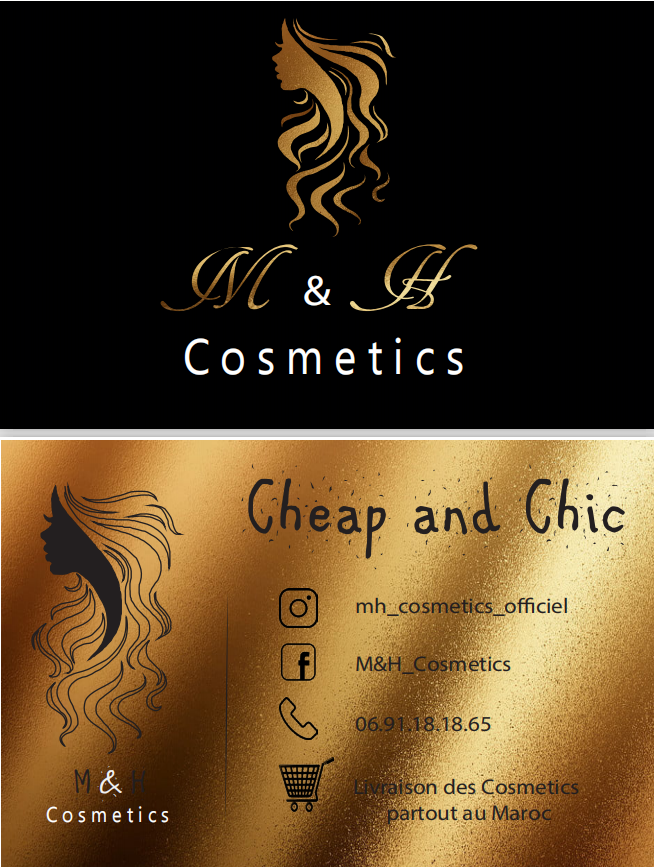 M & H
Cosmetics
Cheap and Chic
mh_cosmetics_officiel
M&H_Cosmetics
06.91.18.18.65
Livraison des Cosmetics
partout au Maroc
M & H
Cosmetics